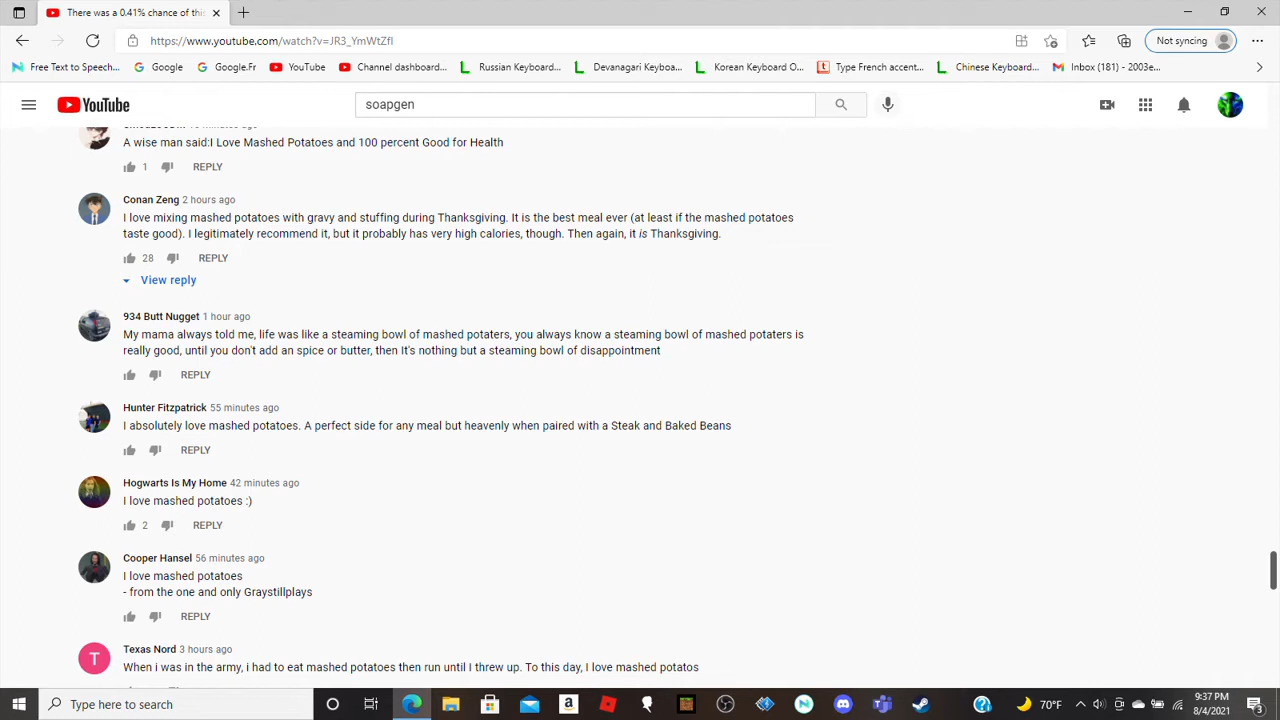 There was a 0.41% chance of this
https://www.youtube.com/watch?v=JR3_YmWtZfI
Not syncing
Free Text to Speech...
Google
Google.Fr
YouTube
Channel dashboard...
Russian Keyboard...
Devanagari Keyboa...
Korean Keyboard O...
Type French accent...
Chinese Keyboard...
Inbox (181) - 2003e...
YouTube
soapgen
A wise man said:I Love Mashed Potatoes and 100 percent Good for Health
1 REPLY
Conan Zeng 2 hours ago
I love mixing mashed potatoes with gravy and stuffing during Thanksgiving. It is the best meal ever (at least if the mashed potatoes
taste good). I legitimately recommend it, but it probably has very high calories, though. Then again, it is Thanksgiving.
28 REPLY
View reply
934 Butt Nugget 1 hour ago
My mama always told me, life was like a steaming bowl of mashed potaters, you always know a steaming bowl of mashed potaters is
really good, until you don't add an spice or butter, then It's nothing but a steaming bowl of disappointment
REPLY
Hunter Fitzpatrick 55 minutes ago
I absolutely love mashed potatoes. A perfect side for any meal but heavenly when paired with a Steak and Baked Beans
REPLY
Hogwarts Is My Home 42 minutes ago
I love mashed potatoes :)
2 REPLY
Cooper Hansel 56 minutes ago
I love mashed potatoes
- from the one and only Graystillplays
REPLY
T
Texas Nord 3 hours ago
When i was in the army, i had to eat mashed potatoes then run until I threw up. To this day, I love mashed potatos
Type here to search
70°F
9:37 PM
8/4/2021
3